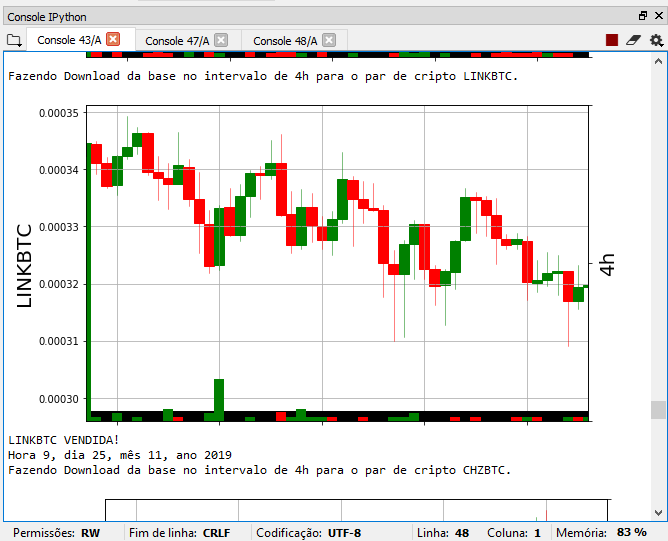 Console IPython
Console 43/A
Console 47/A
Console 48/A
Fazendo Download da base no intervalo de 4h para o par de cripto LINKBTC.
0.00035
0.00034
0.00033
0.00032
0.00031
0.00030
LINKBTC
4h
LINKBTC VENDIDA!
Hora 9, dia 25, mês 11, ano 2019
Fazendo Download da base no intervalo de 4h para o par de cripto CHZBTC.
Permissões: RW Fim de linha: CRLF Codificação: UTF-8 Linha: 48 Coluna: 1 Memória: 83 %